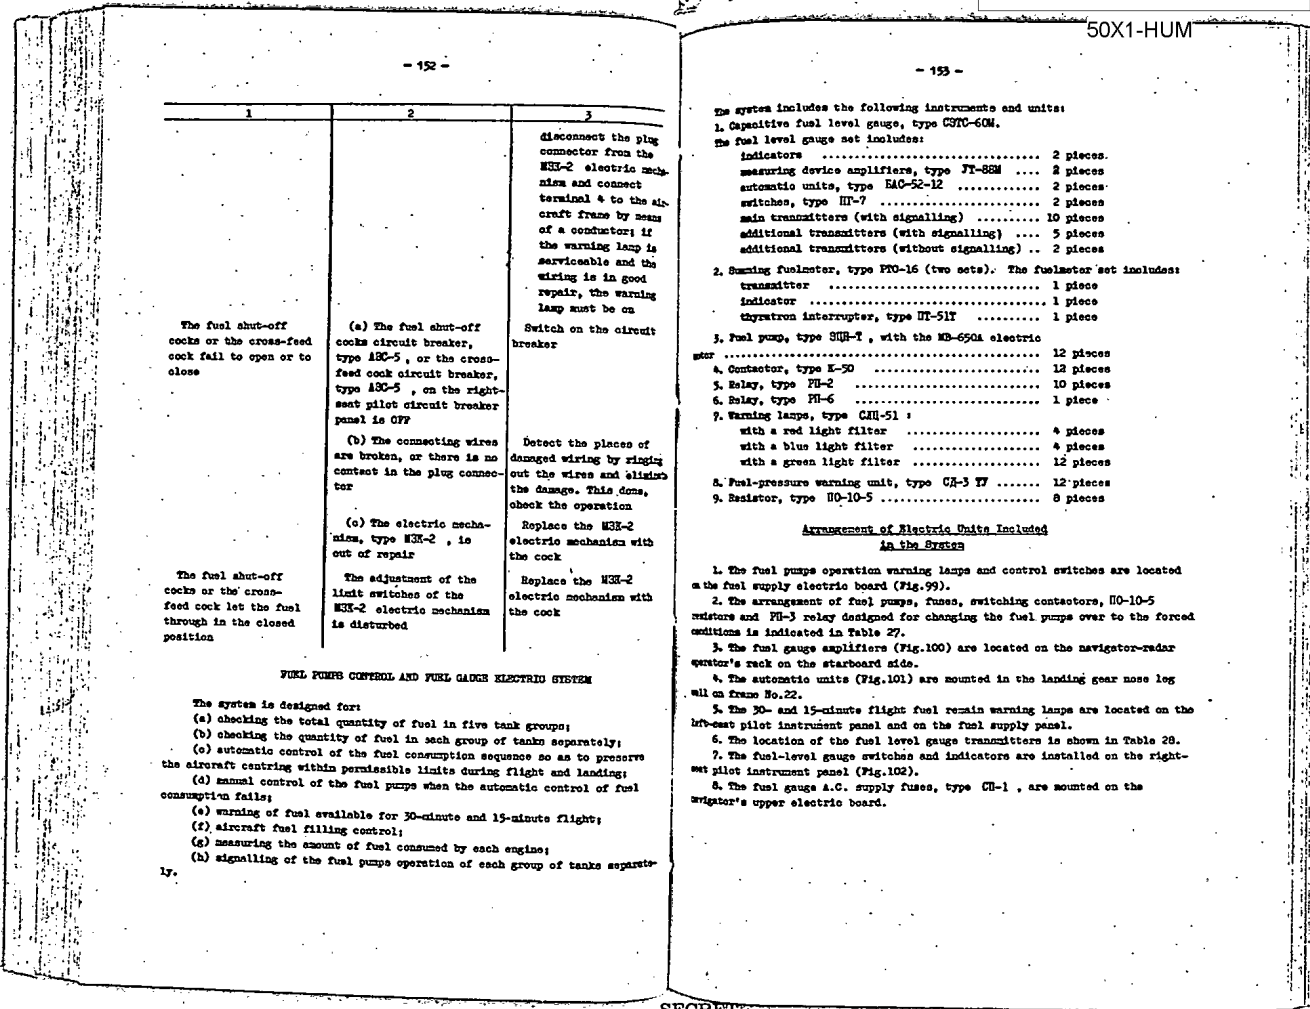 50X1-HUM
- 152 -
1 2 3
disconnect the plug
connector from the
МЗК-2 electric mecha-
nism and connect
terminal 4 to the air-
craft frame by means
of a conductor; if
the warning lamp is
serviceable and the
wiring is in good
repair, the warning
lamp must be on
The fuel shut-off
cocks or the cross-feed
cock fail to open or to
close
(a) The fuel shut-off
cocks circuit breaker,
type АЗС-5 , or the cross-
feed cock circuit breaker,
type АЗС-5 , on the right-
seat pilot circuit breaker
panel is OFF
Switch on the circuit
breaker
(b) The connecting wires
are broken, or there is no
contact in the plug connec-
tor
Detect the places of
damaged wiring by ringing
out the wires and eliminate
the damage. This done,
check the operation
(c) The electric mecha-
nism, type МЗК-2 , is
out of repair
Replace the МЗК-2
electric mechanism with
the cock
The fuel shut-off
cocks or the cross-
feed cock let the fuel
through in the closed
position
The adjustment of the
limit switches of the
МЗК-2 electric mechanism
is disturbed
Replace the МЗК-2
electric mechanism with
the cock
FUEL PUMPS CONTROL AND FUEL GAUGE ELECTRIC SYSTEM
The system is designed for:
(a) checking the total quantity of fuel in five tank groups;
(b) checking the quantity of fuel in each group of tanks separately;
(c) automatic control of the fuel consumption sequence so as to preserve
the aircraft centring within permissible limits during flight and landing;
(d) manual control of the fuel pumps when the automatic control of fuel
consumption fails;
(e) warning of fuel available for 30-minute and 15-minute flight;
(f) aircraft fuel filling control;
(g) measuring the amount of fuel consumed by each engine;
(h) signalling of the fuel pumps operation of each group of tanks separate-
ly.
- 153 -
The system includes the following instruments and units:
1. Capacitive fuel level gauge, type СЭТС-60М.
The fuel level gauge set includes:
indicators ................................ 2 pieces.
measuring device amplifiers, type УТ-88М .... 2 pieces
automatic units, type БАС-52-12 ............ 2 pieces
switches, type ПГ-7 ....................... 2 pieces
main transmitters (with signalling) .......... 10 pieces
additional transmitters (with signalling) .... 5 pieces
additional transmitters (without signalling) .. 2 pieces
2. Summing fuelmeter, type РТС-16 (two sets). The fuelmeter set includes:
transmitter .............................. 1 piece
indicator .................................. 1 piece
thyratron interrupter, type ПТ-51Т .......... 1 piece
3. Fuel pump, type ЭЦН-Т , with the МВ-650А electric
motor .............................................. 12 pieces
4. Contactor, type К-50 ........................ 12 pieces
5. Relay, type РП-2 ........................... 10 pieces
6. Relay, type РП-6 ........................... 1 piece
7. Warning lamps, type СЛЦ-51 :
with a red light filter ................... 4 pieces
with a blue light filter .................. 4 pieces
with a green light filter ................... 12 pieces
8. Fuel-pressure warning unit, type СД-3 ....... 12 pieces
9. Resistor, type ПО-10-5 ....................... 8 pieces
Arrangement of Electric Units Included
in the System
1. The fuel pumps operation warning lamps and control switches are located
on the fuel supply electric board (Fig.99).
2. The arrangement of fuel pumps, fuses, switching contactors, ПО-10-5
resistors and РП-3 relay designed for changing the fuel pumps over to the forced
conditions is indicated in Table 27.
3. The fuel gauge amplifiers (Fig.100) are located on the navigator-radar
operator's rack on the starboard side.
4. The automatic units (Fig.101) are mounted in the landing gear nose leg
well on frame No.22.
5. The 30- and 15-minute flight fuel remain warning lamps are located on the
left-seat pilot instrument panel and on the fuel supply panel.
6. The location of the fuel level gauge transmitters is shown in Table 28.
7. The fuel-level gauge switches and indicators are installed on the right-
seat pilot instrument panel (Fig.102).
8. The fuel gauge A.C. supply fuses, type СП-1 , are mounted on the
navigator's upper electric board.